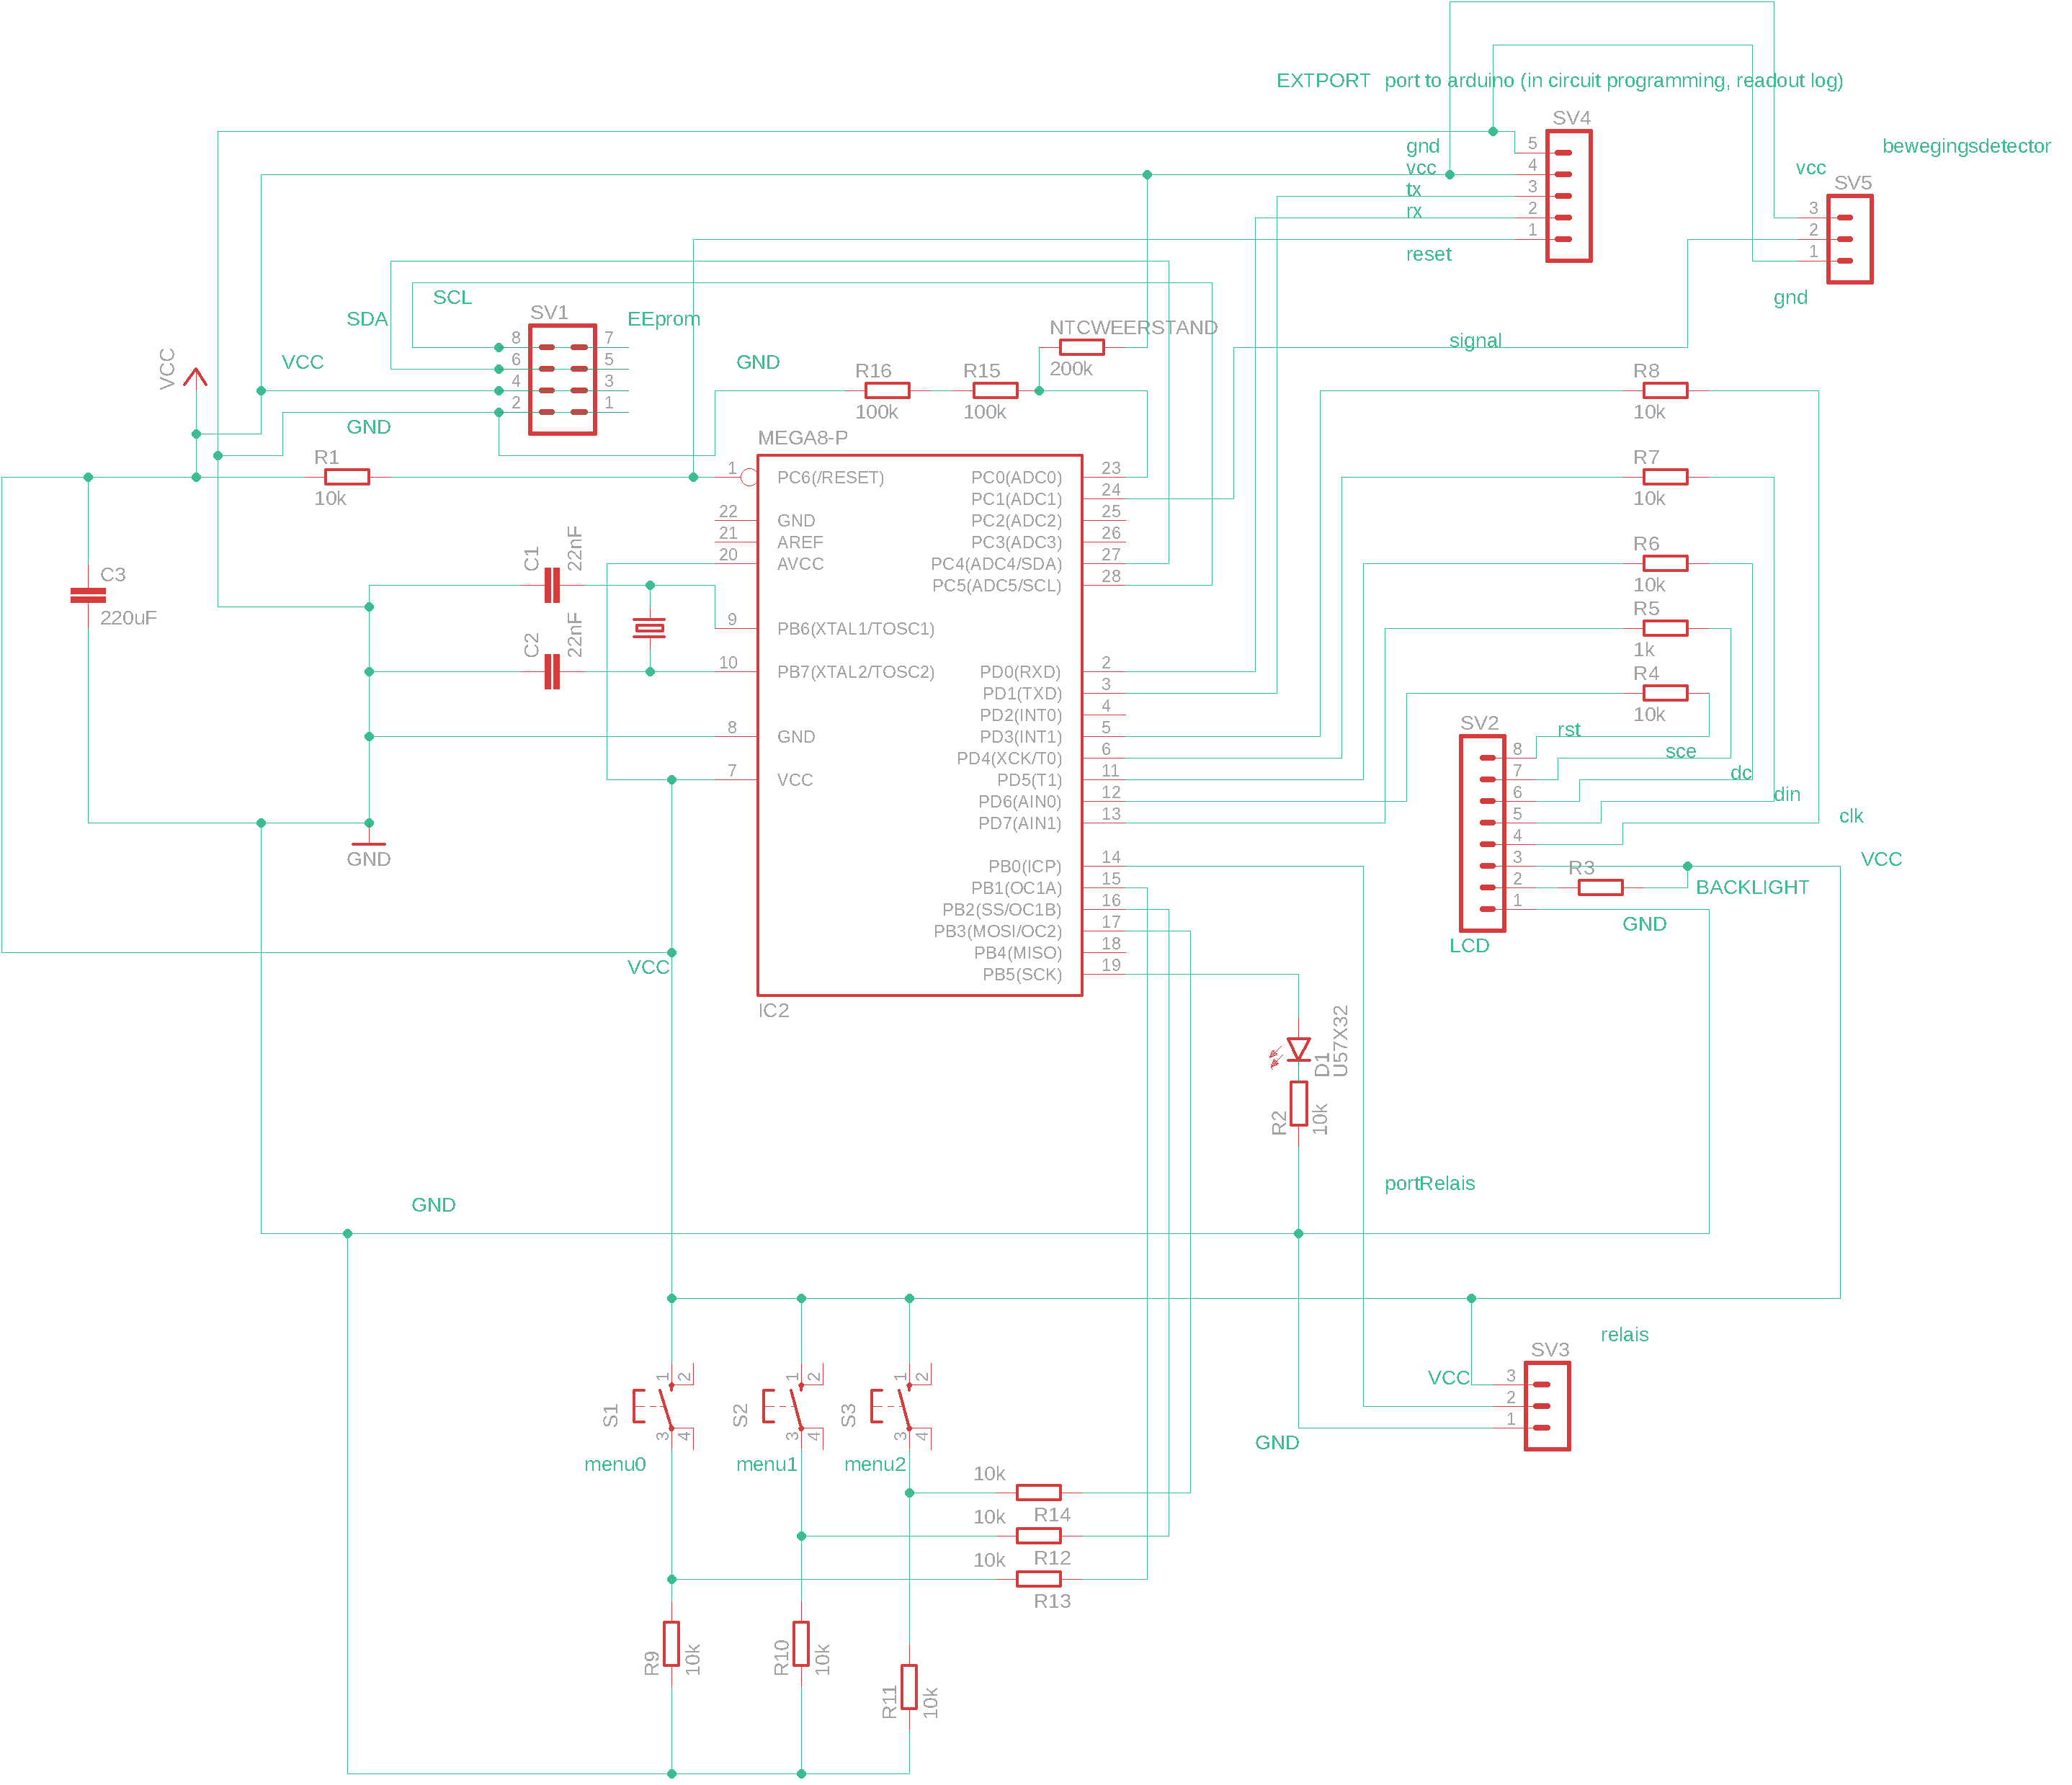 EXTPORT port to arduino (in circuit programming, readout log)
SV4
gnd 5
vcc 4
tx 3
rx 2
1
reset
bewegingsdetector
vcc
SV5
3
2
1
gnd
signal
SCL
SDA
SV1
EEprom
8 7
6 5
4 3
2 1
VCC
VCC
GND
GND
NTCWEERSTAND
200k
R16
100k
R15
100k
R8
10k
R7
10k
R6
10k
R5
1k
R4
10k
R1
10k
C3
220uF
C1
22nF
C2
22nF
GND
MEGA8-P
1 PC6(/RESET)
22 GND
21 AREF
20 AVCC
9 PB6(XTAL1/TOSC1)
10 PB7(XTAL2/TOSC2)
8 GND
7 VCC
PC0(ADC0) 23
PC1(ADC1) 24
PC2(ADC2) 25
PC3(ADC3) 26
PC4(ADC4/SDA) 27
PC5(ADC5/SCL) 28
PD0(RXD) 2
PD1(TXD) 3
PD2(INT0) 4
PD3(INT1) 5
PD4(XCK/T0) 6
PD5(T1) 11
PD6(AIN0) 12
PD7(AIN1) 13
PB0(ICP) 14
PB1(OC1A) 15
PB2(SS/OC1B) 16
PB3(MOSI/OC2) 17
PB4(MISO) 18
PB5(SCK) 19
IC2
VCC
SV2
8
7
6
5
4
3
2
1
rst
sce
dc
din
clk
VCC
R3
BACKLIGHT
GND
LCD
D1
U57X32
R2
10k
portRelais
GND
relais
SV3
VCC 3
2
1
GND
S1
1 2
3 4
menu0
S2
1 2
3 4
menu1
S3
1 2
3 4
menu2
10k
R14
10k
R12
10k
R13
R9
10k
R10
10k
R11
10k